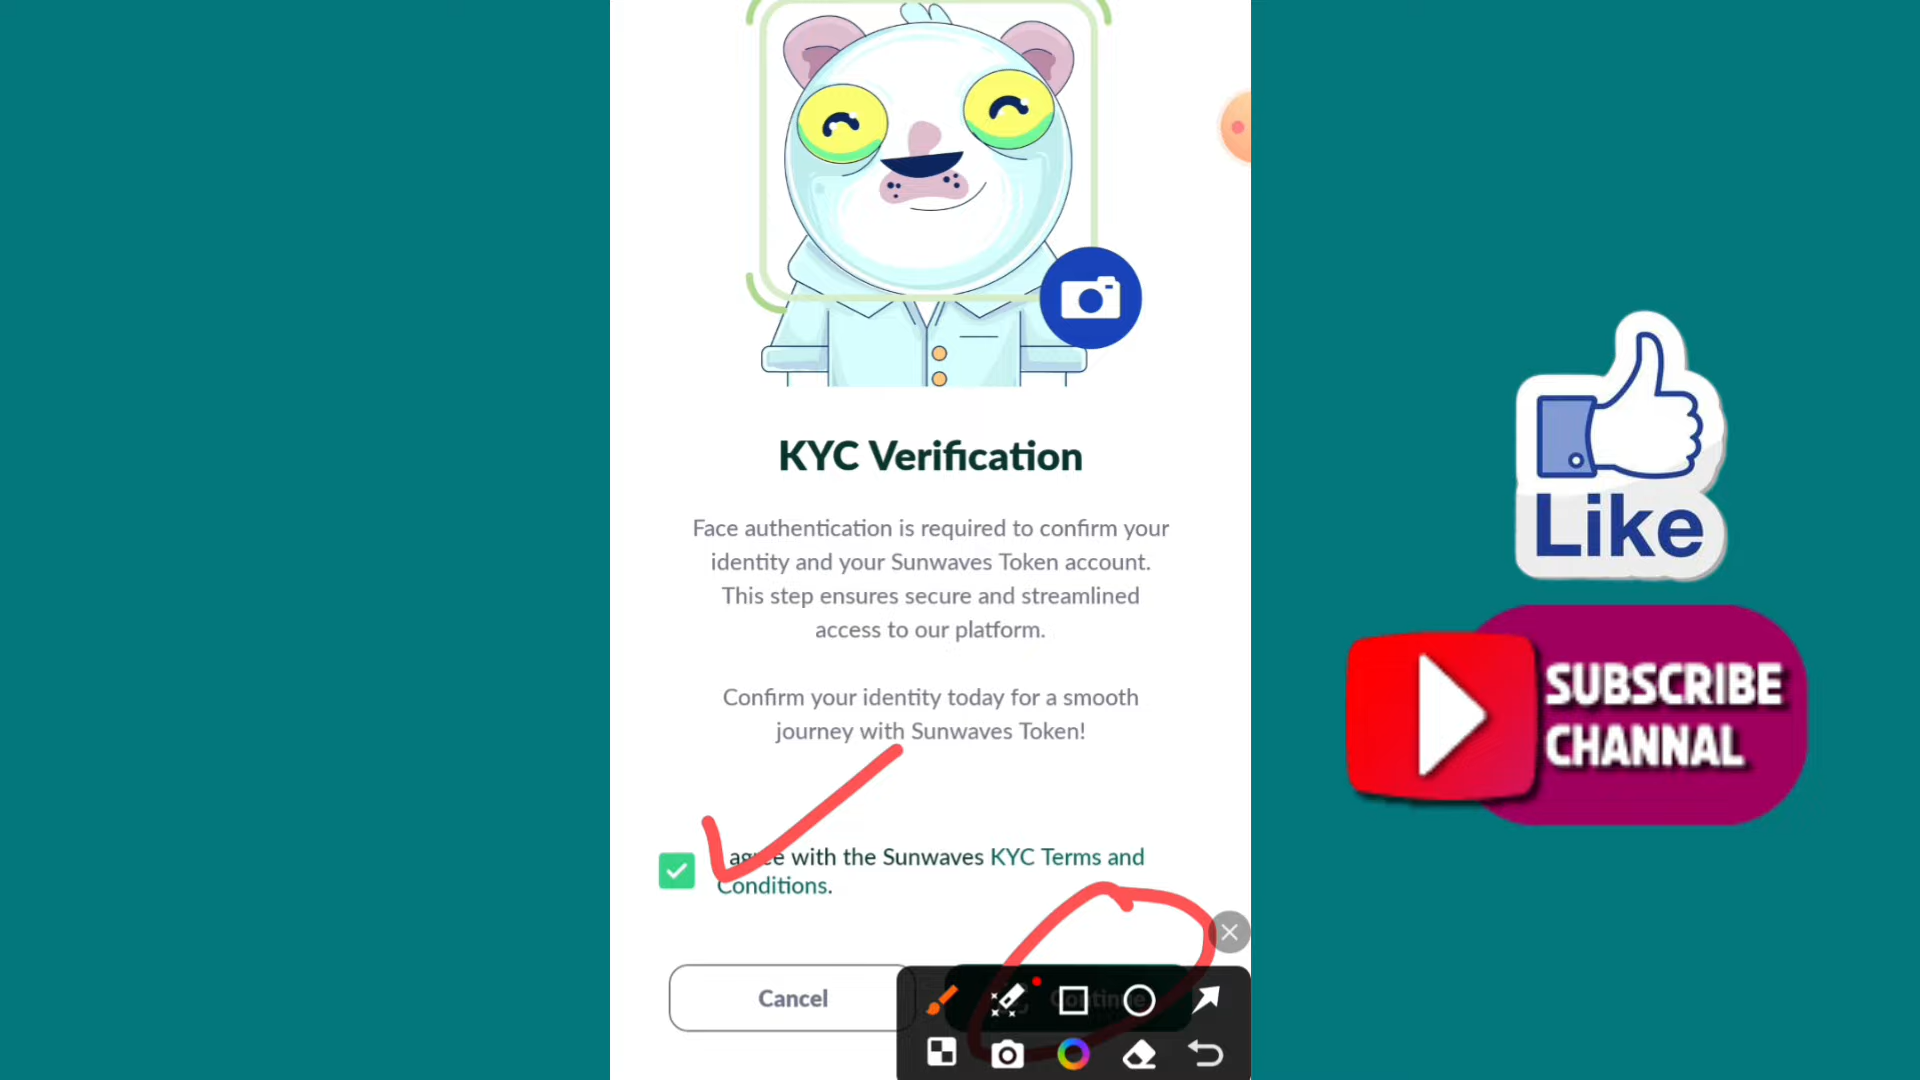 KYC Verification
Face authentication is required to confirm your
identity and your Sunwaves Token account.
This step ensures secure and streamlined
access to our platform.
Confirm your identity today for a smooth
journey with Sunwaves Token!
I agree with the Sunwaves KYC Terms and
Conditions.
Cancel
Continue
Like
SUBSCRIBE
CHANNAL